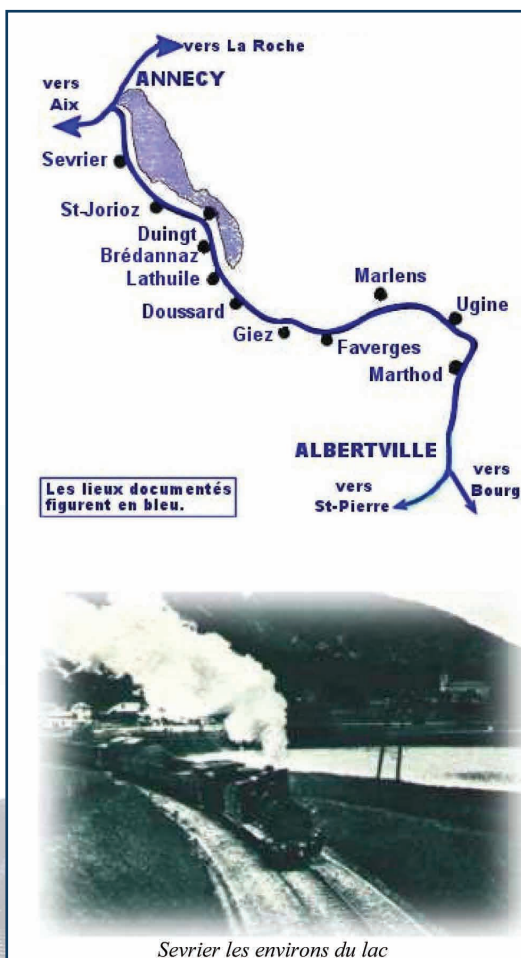 vers La Roche
ANNECY
vers
Aix
Sevrier
St-Jorioz
Duingt
Brédannaz
Lathuile
Doussard
Giez
Faverges
Marlens
Ugine
Marthod
ALBERTVILLE
vers
St-Pierre
vers
Bourg
Les lieux documentés
figurent en bleu.
Sevrier les environs du lac